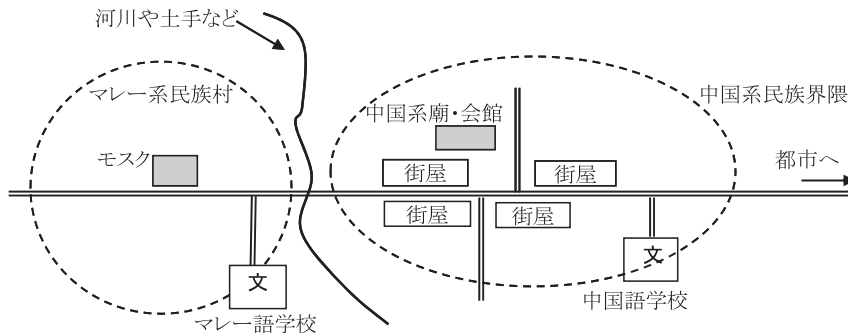 河川や土手など
マレー系民族村
中国系民族界隈
中国系廟・会館
モスク
都市へ
街屋
街屋
街屋
街屋
文
文
マレー語学校
中国語学校